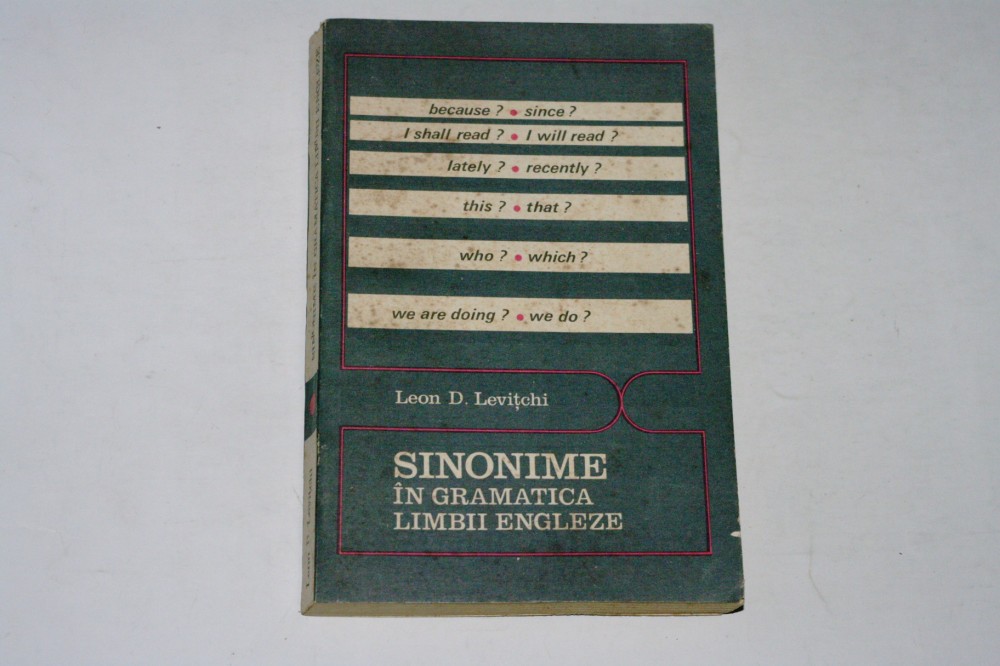 because ? • since ?
I shall read ? • I will read ?
lately ? • recently ?
this ? • that ?
who ? • which ?
we are doing ? • we do ?
Leon D. Levițchi
SINONIME
ÎN GRAMATICA
LIMBII ENGLEZE